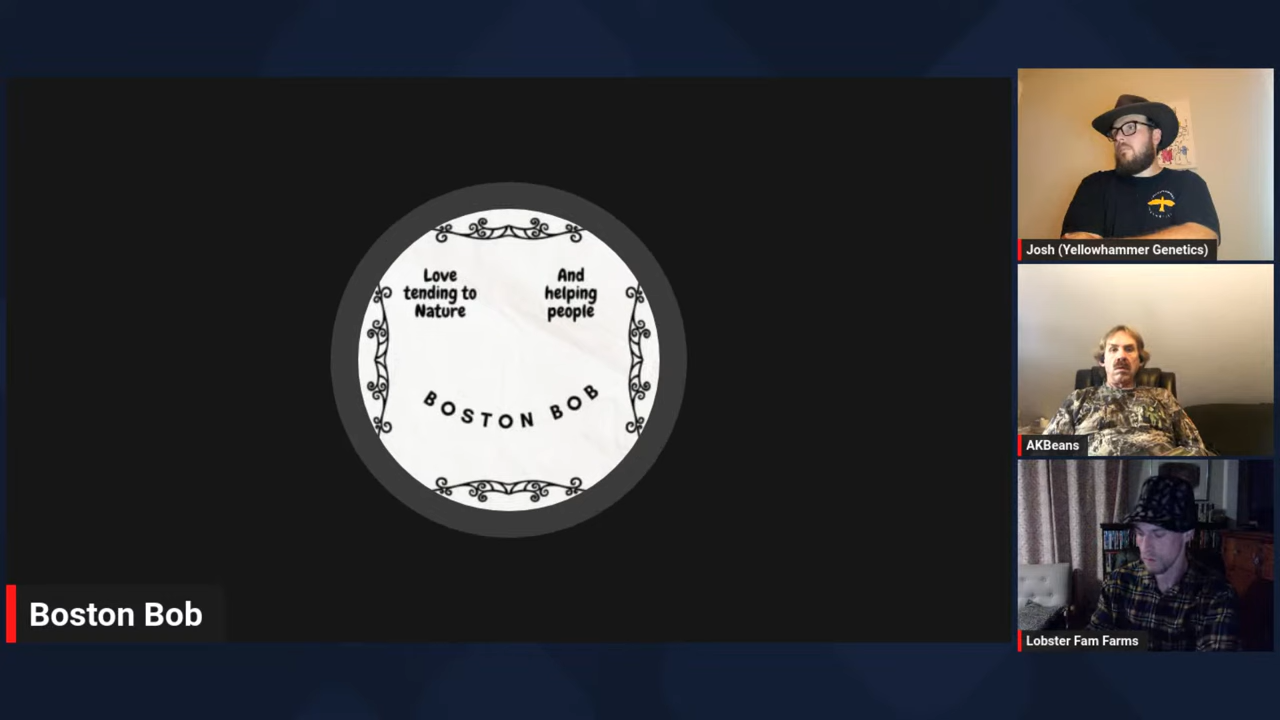 Love
tending to
Nature
And
helping
people
BOSTON BOB
Boston Bob
Josh (Yellowhammer Genetics)
AKBeans
Lobster Fam Farms